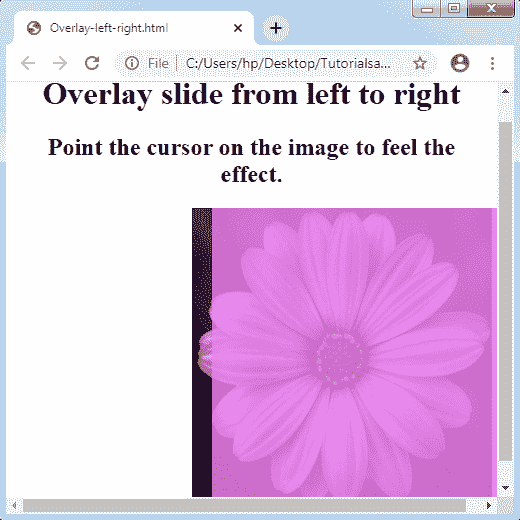 Overlay-left-right.html
File | C:/Users/hp/Desktop/Tutorialsa...
Overlay slide from left to right
Point the cursor on the image to feel the
effect.